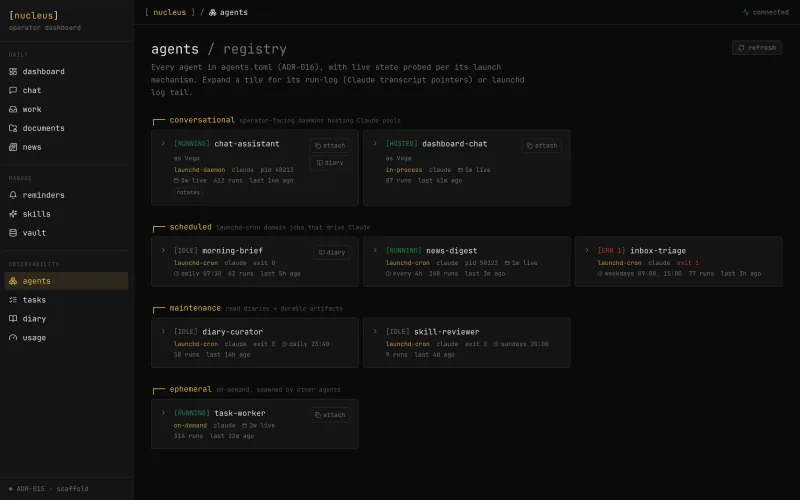 [nucleus]
operator dashboard
DAILY
dashboard
chat
work
documents
news
MANAGE
reminders
skills
vault
OBSERVABILITY
agents
tasks
diary
usage
ADR-015 · scaffold
[ nucleus ] / agents
connected
agents / registry
refresh
Every agent in agents.toml (ADR-016), with live state probed per its launch
mechanism. Expand a tile for its run-log (Claude transcript pointers) or launchd
log tail.
conversational operator-facing daemons hosting Claude pools
[RUNNING] chat-assistant
attach
as Vega
diary
launchd-daemon claude pid 48213
3w live 412 runs last 14m ago
rotates
[HOSTED] dashboard-chat
attach
as Vega
in-process claude 1w live
87 runs last 41m ago
scheduled launchd-cron domain jobs that drive Claude
[IDLE] morning-brief
diary
launchd-cron claude exit 0
daily 07:30 63 runs last 5h ago
[RUNNING] news-digest
launchd-cron claude pid 50123 1w live
every 4h 248 runs last 3m ago
[ERR 1] inbox-triage
launchd-cron claude exit 1
weekdays 09:00, 15:00 77 runs last 3h ago
maintenance read diaries + durable artifacts
[IDLE] diary-curator
launchd-cron claude exit 0 daily 23:40
58 runs last 14h ago
[IDLE] skill-reviewer
launchd-cron claude exit 0 sundays 20:00
9 runs last 4d ago
ephemeral on-demand, spawned by other agents
[RUNNING] task-worker
attach
on-demand claude 2w live
316 runs last 22m ago